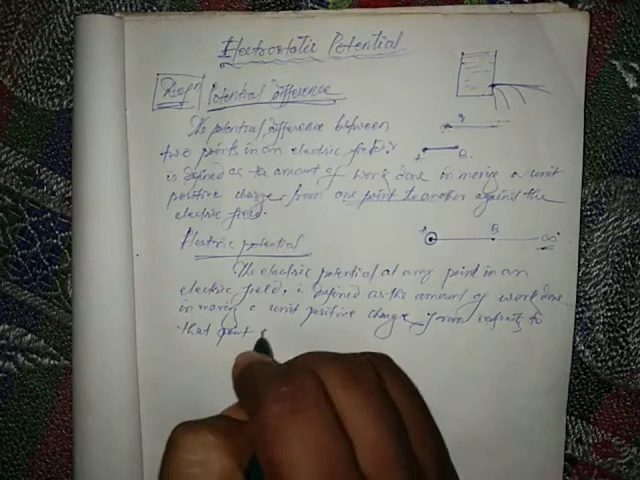 Electrostatic Potential
Defn Potential difference
The potential difference between
two points in an electric field.
is defined as the amount of work done in moving a unit
positive charge from one point to another against the
electric field.
Electric potential
The electric potential at any point in an
electric field, is defined as the amount of work done
in moving a unit positive charge from infinity to
that point
A B
B ∞